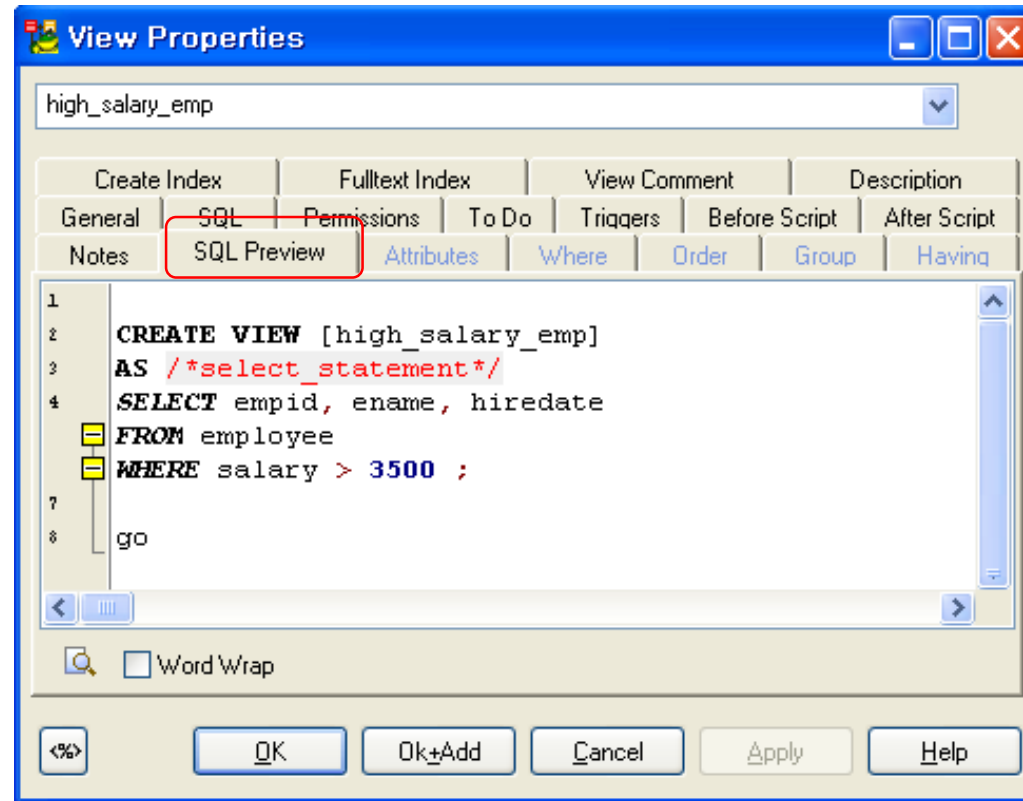 View Properties
high_salary_emp
Create Index Fulltext Index View Comment Description
General SQL Permissions To Do Triggers Before Script After Script
Notes SQL Preview Attributes Where Order Group Having
1
2 CREATE VIEW [high_salary_emp]
3 AS /*select_statement*/
4 SELECT empid, ename, hiredate
FROM employee
WHERE salary > 3500 ;
7
8 go
Word Wrap
<%> OK Ok+Add Cancel Apply Help